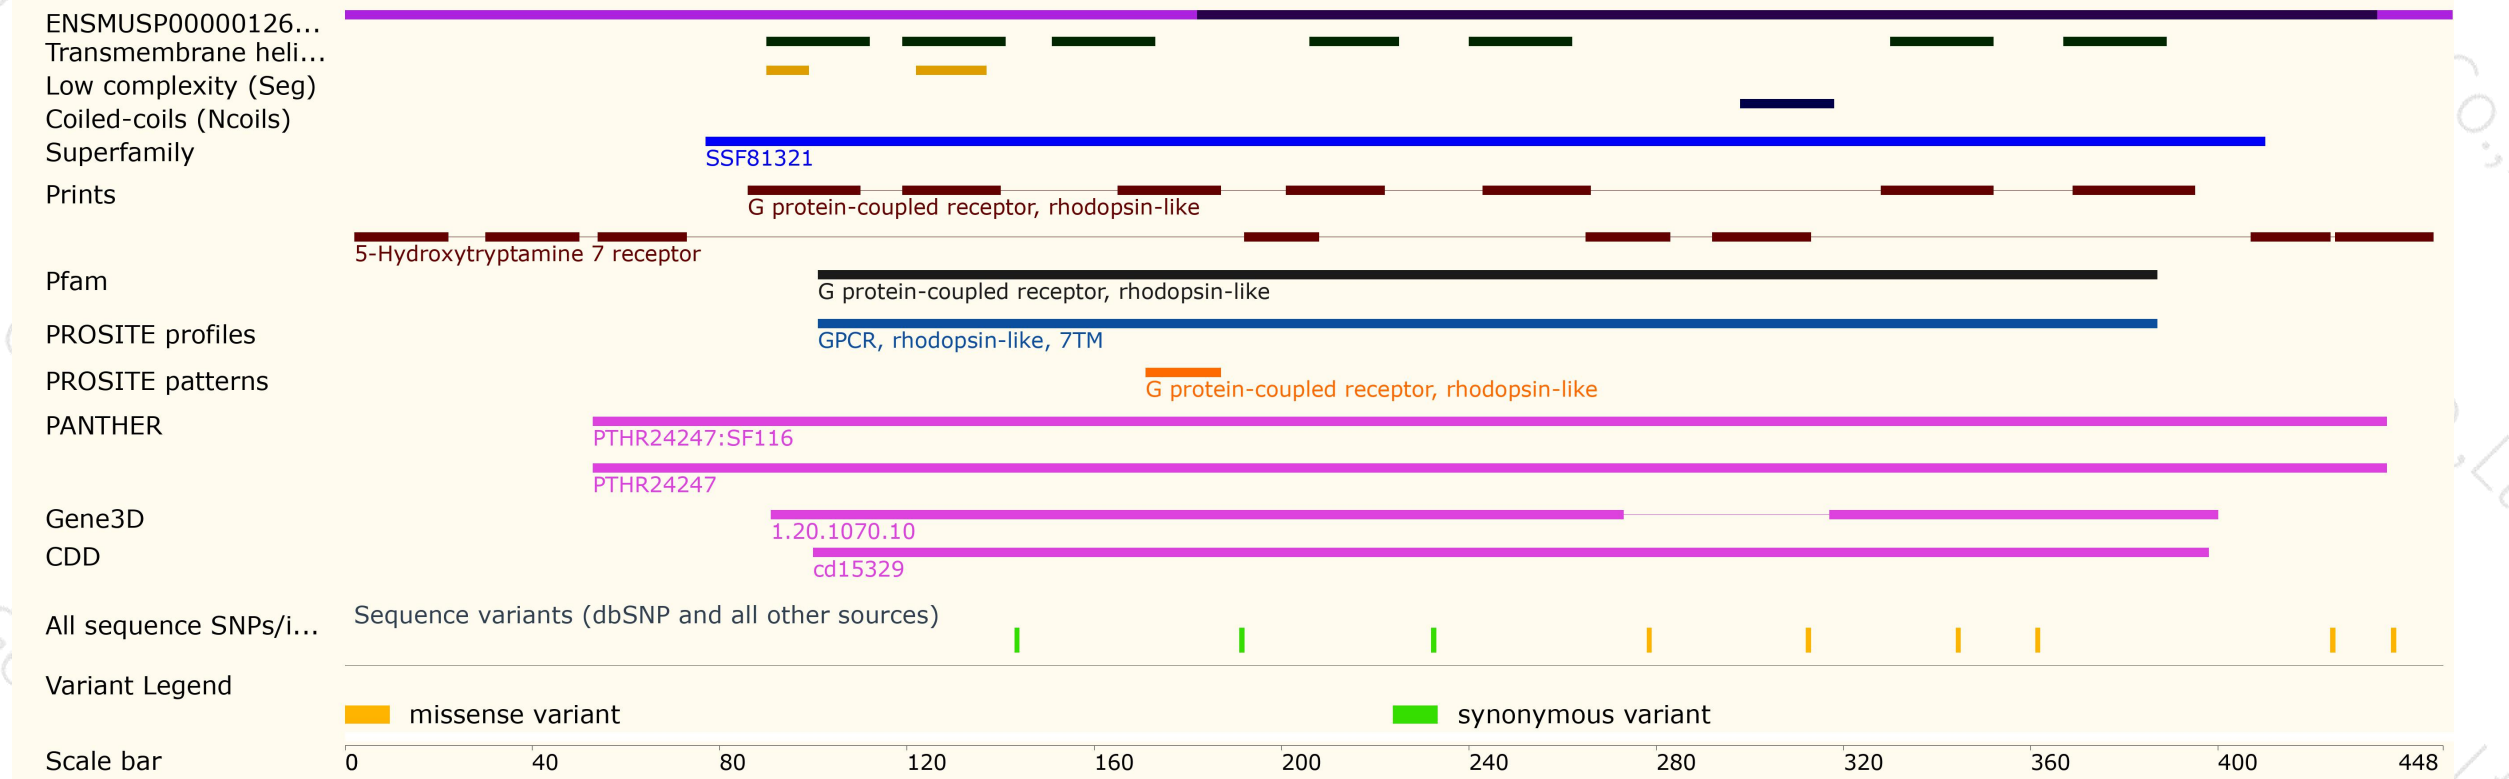 ENSMUSP00000126...
Transmembrane heli...
Low complexity (Seg)
Coiled-coils (Ncoils)
Superfamily
SSF81321
Prints
G protein-coupled receptor, rhodopsin-like
5-Hydroxytryptamine 7 receptor
Pfam
G protein-coupled receptor, rhodopsin-like
PROSITE profiles
GPCR, rhodopsin-like, 7TM
PROSITE patterns
G protein-coupled receptor, rhodopsin-like
PANTHER
PTHR24247:SF116
PTHR24247
Gene3D
1.20.1070.10
CDD
cd15329
Sequence variants (dbSNP and all other sources)
All sequence SNPs/i...
Variant Legend
missense variant synonymous variant
Scale bar 0 40 80 120 160 200 240 280 320 360 400 448